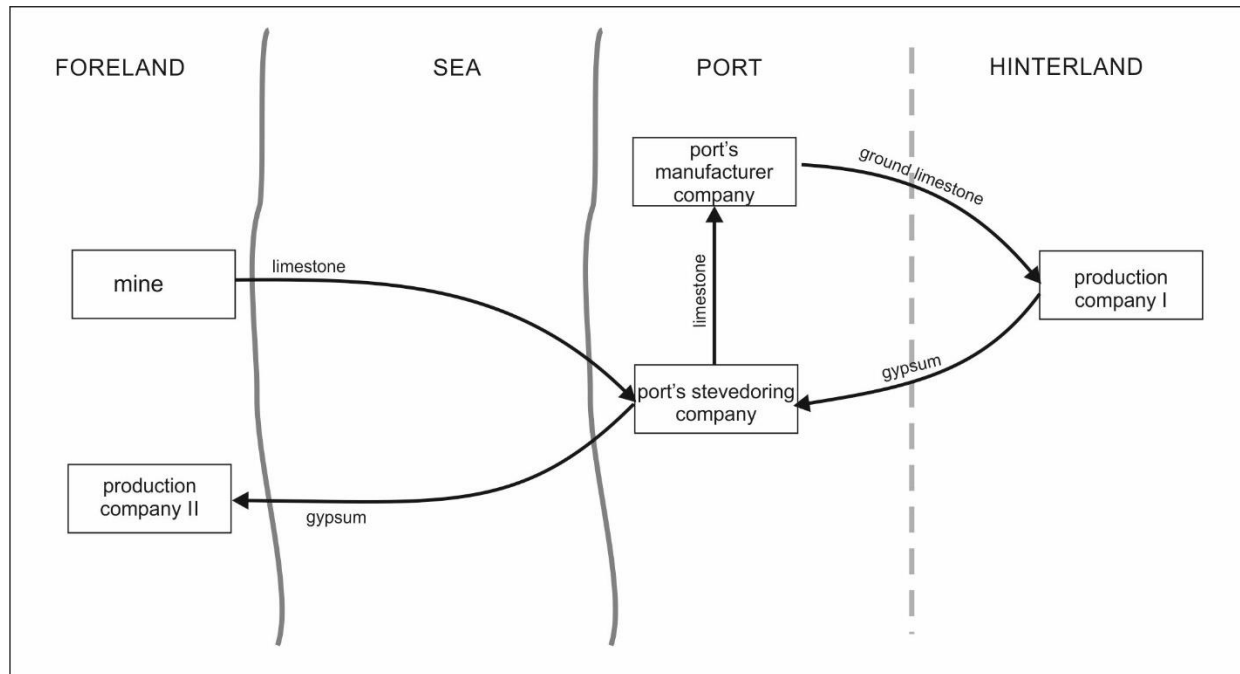 FORELAND
SEA
PORT
HINTERLAND
port's
manufacturer
company
ground limestone
mine
limestone
limestone
production
company I
port's stevedoring
company
gypsum
production
company II
gypsum